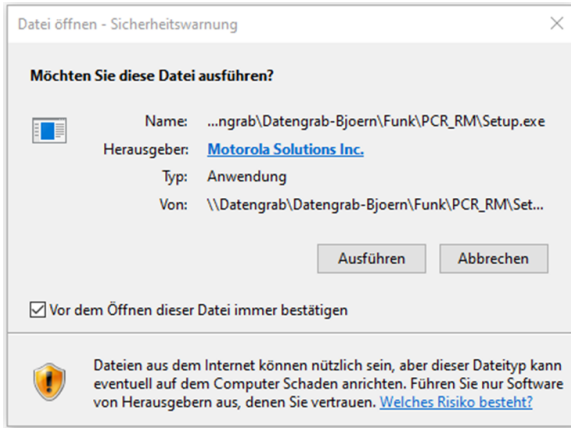 Datei öffnen - Sicherheitswarnung
Möchten Sie diese Datei ausführen?
Name: ...ngrab\Datengrab-Bjoern\Funk\PCR_RM\Setup.exe
Herausgeber: Motorola Solutions Inc.
Typ: Anwendung
Von: \\Datengrab\Datengrab-Bjoern\Funk\PCR_RM\Set...
Ausführen Abbrechen
Vor dem Öffnen dieser Datei immer bestätigen
Dateien aus dem Internet können nützlich sein, aber dieser Dateityp kann
eventuell auf dem Computer Schaden anrichten. Führen Sie nur Software
von Herausgebern aus, denen Sie vertrauen. Welches Risiko besteht?